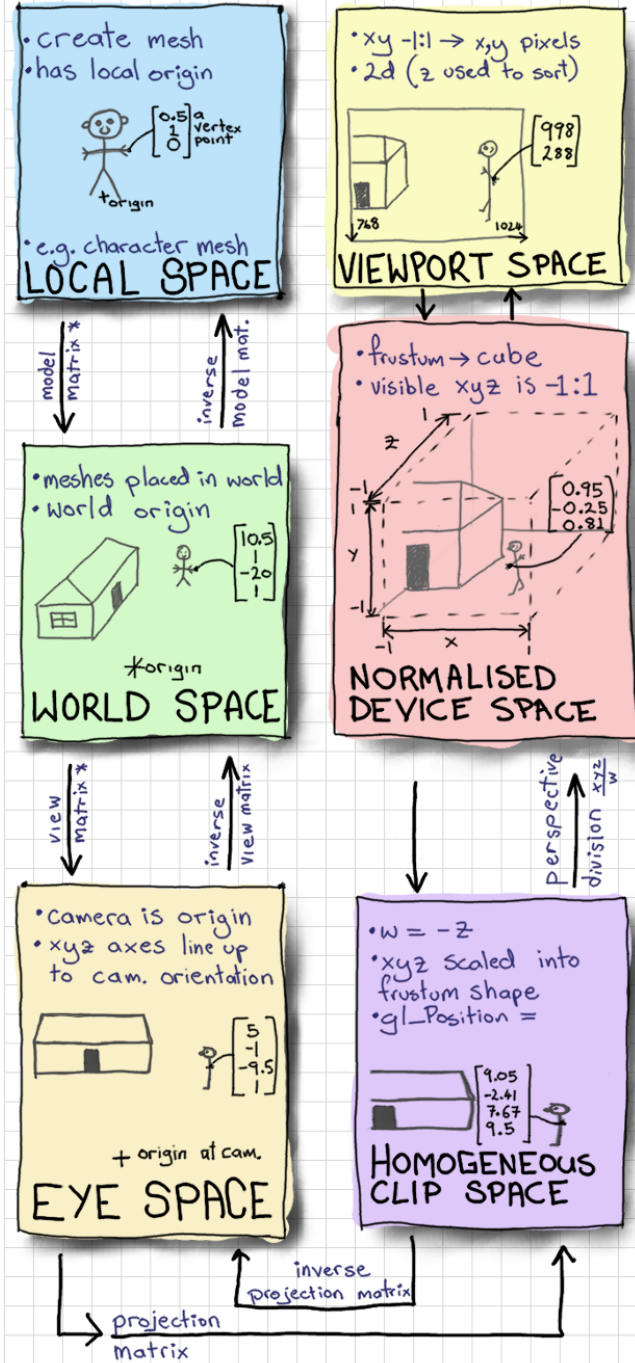 • create mesh
• has local origin
[0.5
1
0]
a
vertex
point
+origin
• e.g. character mesh
LOCAL SPACE
model
matrix *
inverse
model mat.
• meshes placed in world
• world origin
[10.5
1
-20
1]
*origin
WORLD SPACE
view
matrix *
inverse
view matrix
• camera is origin
• xyz axes line up
to cam. orientation
[5
-1
-9.5
1]
+ origin at cam.
EYE SPACE
projection
matrix
inverse
projection matrix
• w = -z
• xyz scaled into
frustum shape
• gl_Position =
[9.05
-2.41
7.67
9.5]
HOMOGENEOUS
CLIP SPACE
perspective
division xyz/w
• frustum → cube
• visible xyz is -1:1
1
z
-1
1
y
-1
-1
x
1
[0.95
-0.25
0.81]
NORMALISED
DEVICE SPACE
• xy -1:1 → x,y pixels
• 2d (z used to sort)
[998
288]
768
1024
VIEWPORT SPACE